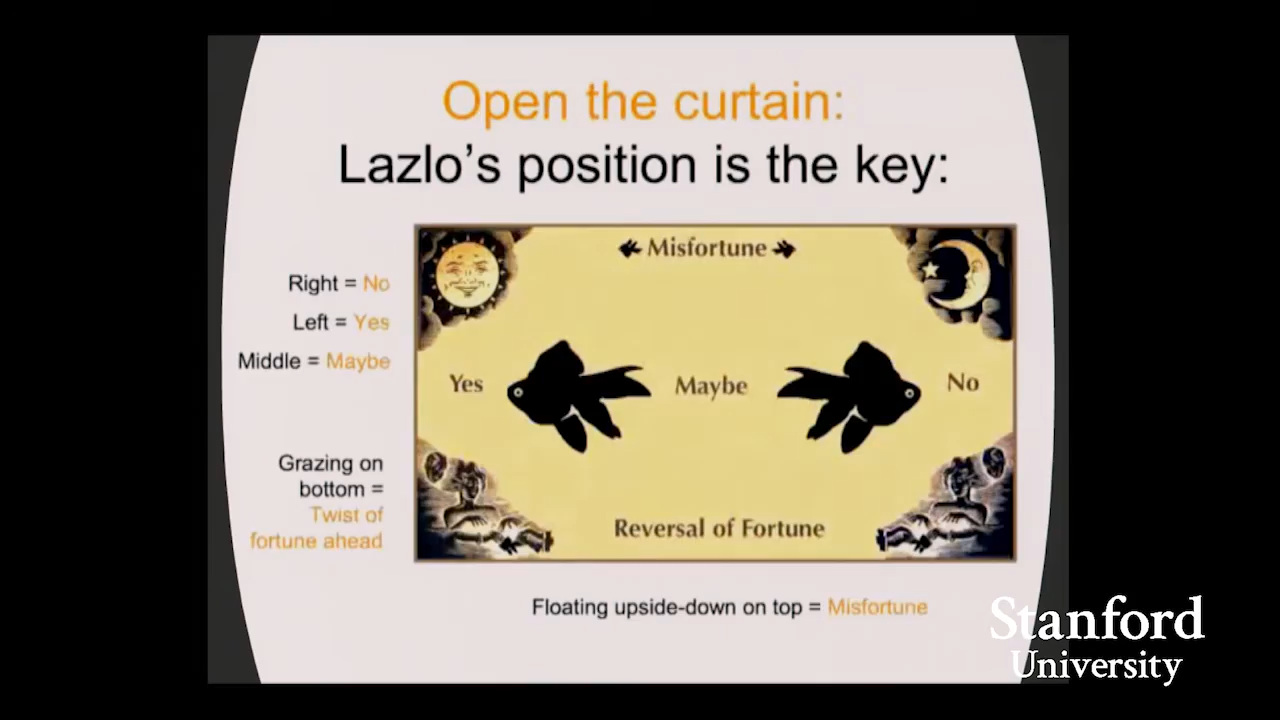 Open the curtain:
Lazlo’s position is the key:
Right = No
Left = Yes
Middle = Maybe
Grazing on
bottom =
Twist of
fortune ahead
Misfortune
Yes
Maybe
No
Reversal of Fortune
Floating upside-down on top = Misfortune
Stanford
University